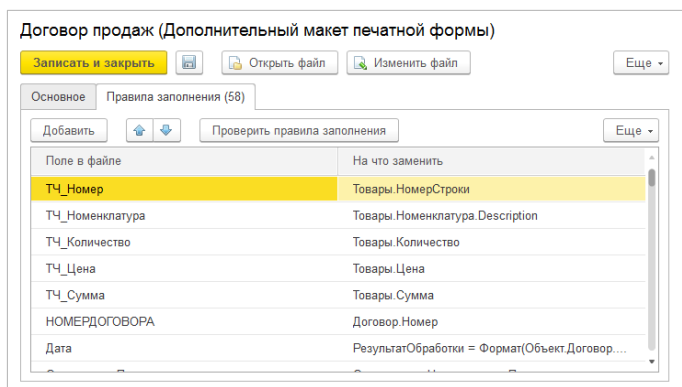 Договор продаж (Дополнительный макет печатной формы)
Записать и закрыть Открыть файл Изменить файл Еще
Основное Правила заполнения (58)
Добавить Проверить правила заполнения Еще
Поле в файле На что заменить
ТЧ_Номер Товары.НомерСтроки
ТЧ_Номенклатура Товары.Номенклатура.Description
ТЧ_Количество Товары.Количество
ТЧ_Цена Товары.Цена
ТЧ_Сумма Товары.Сумма
НОМЕРДОГОВОРА Договор.Номер
Дата РезультатОбработки = Формат(Объект.Договор....